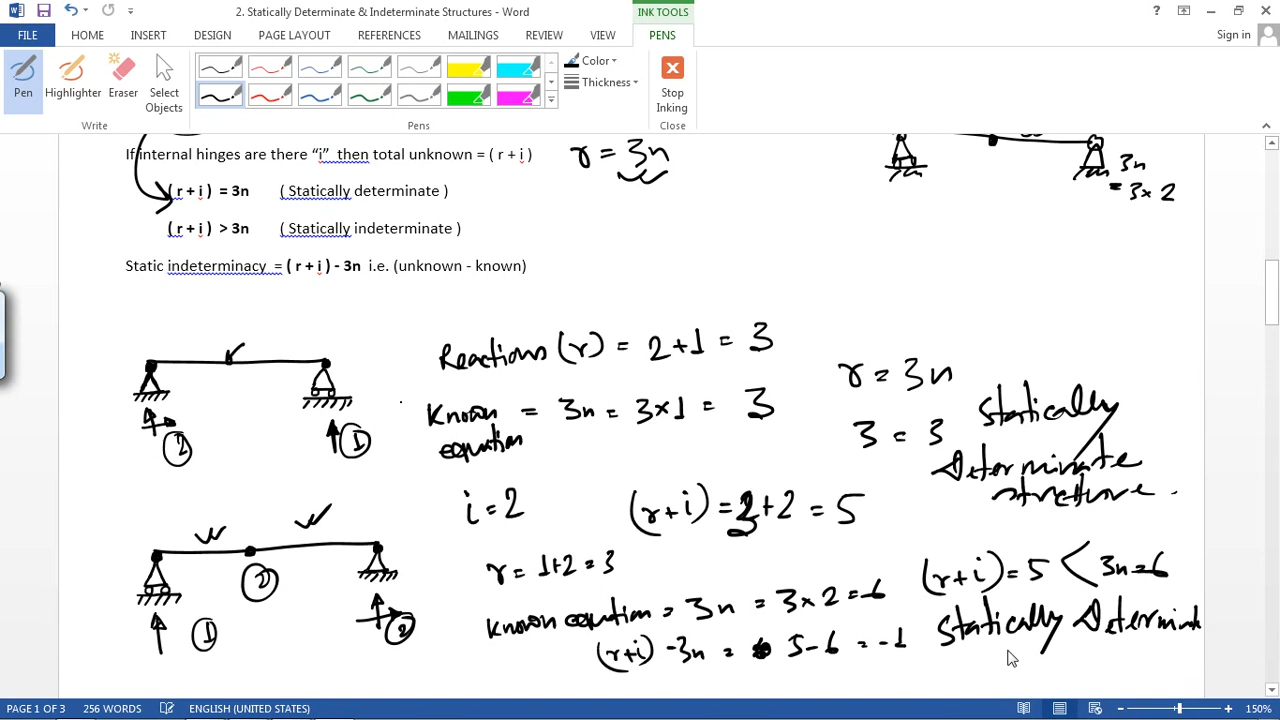 2. Statically Determinate & Indeterminate Structures - Word
INK TOOLS
FILE HOME INSERT DESIGN PAGE LAYOUT REFERENCES MAILINGS REVIEW VIEW PENS
Sign in
Pen Highlighter Eraser Select Objects
Color
Thickness
Stop Inking
Write Pens Close
If internal hinges are there “i” then total unknown = ( r + i )
r = 3n
3n
= 3 x 2
( r + i ) = 3n ( Statically determinate )
( r + i ) > 3n ( Statically indeterminate )
Static indeterminacy = ( r + i ) - 3n i.e. (unknown - known)
Reactions (r) = 2+1 = 3
r = 3n
Known equation = 3n = 3x1 = 3
3 = 3
Statically Determinate structure.
2
1
i = 2
(r+i) = 3+2 = 5
2
r = 1+2 = 3
(r+i) = 5 < 3n=6
Known equation = 3n = 3x2 = 6
Statically Determinate
1
2
(r+i) -3n = 5-6 = -1
PAGE 1 OF 3 256 WORDS ENGLISH (UNITED STATES) 150%